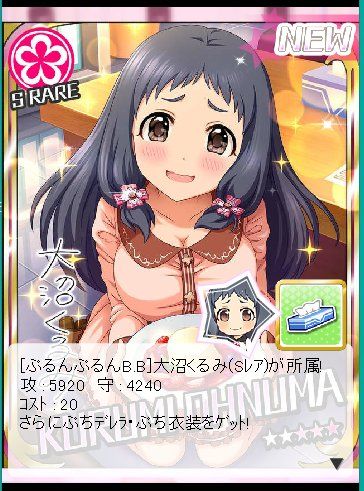 NEW
S RARE
大沼くるみ
[ぷるんぷるんB.B]大沼くるみ(Sレア)が所属!
攻:5920 守:4240
コスト:20
さらにぷちデレラ・ぷち衣装をゲット!
KURUMI OHNUMA